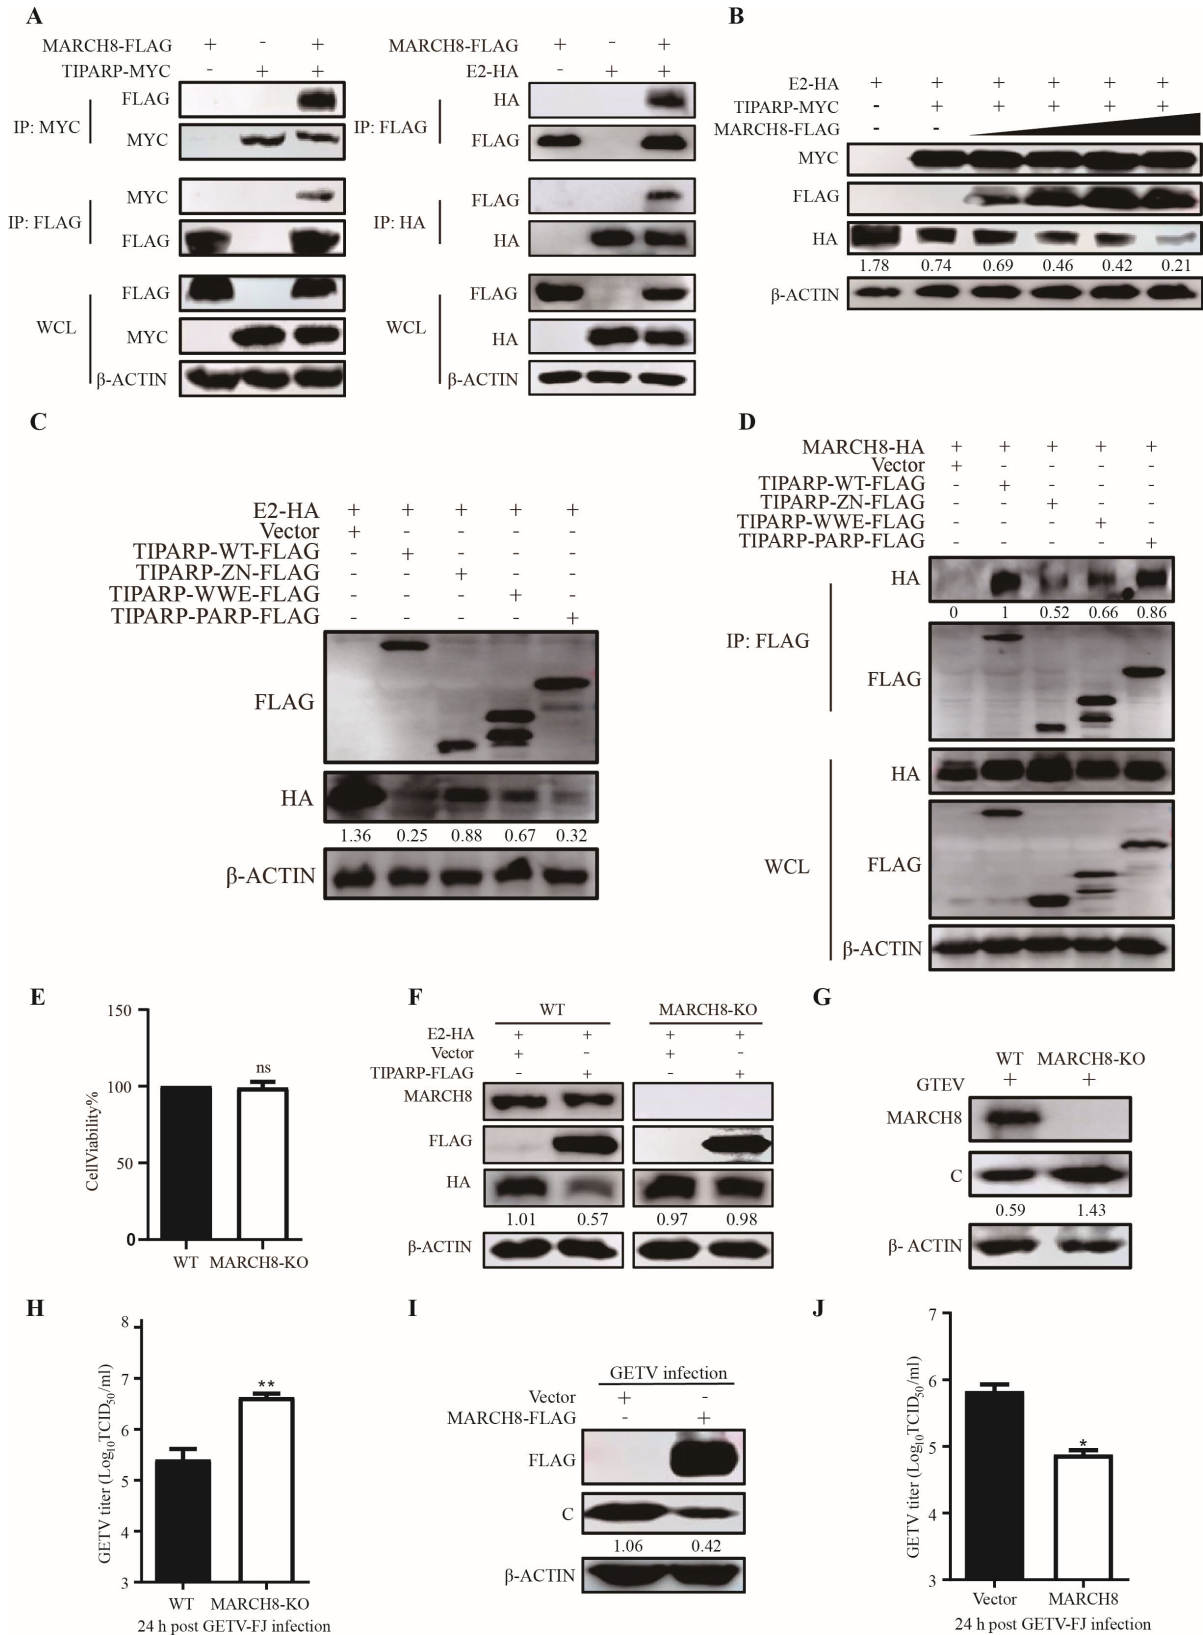 A
MARCH8-FLAG + - +
TIPARP-MYC - + +
IP: MYC
FLAG
MYC
IP: FLAG
MYC
FLAG
WCL
FLAG
MYC
β-ACTIN
MARCH8-FLAG + - +
E2-HA - + +
IP: FLAG
HA
FLAG
IP: HA
FLAG
HA
WCL
FLAG
HA
β-ACTIN
B
E2-HA + + + + + +
TIPARP-MYC - + + + + +
MARCH8-FLAG - -
MYC
FLAG
HA
1.78 0.74 0.69 0.46 0.42 0.21
β-ACTIN
C
E2-HA + + + + +
Vector + - - - -
TIPARP-WT-FLAG - + - - -
TIPARP-ZN-FLAG - - + - -
TIPARP-WWE-FLAG - - - + -
TIPARP-PARP-FLAG - - - - +
FLAG
HA
1.36 0.25 0.88 0.67 0.32
β-ACTIN
D
MARCH8-HA + + + + +
Vector + - - - -
TIPARP-WT-FLAG - + - - -
TIPARP-ZN-FLAG - - + - -
TIPARP-WWE-FLAG - - - + -
TIPARP-PARP-FLAG - - - - +
IP: FLAG
HA
0 1 0.52 0.66 0.86
FLAG
WCL
HA
FLAG
β-ACTIN
E
CellViability%
150
100
50
0
ns
WT MARCH8-KO
F
WT MARCH8-KO
E2-HA + + + +
Vector + - + -
TIPARP-FLAG - + - +
MARCH8
FLAG
HA
1.01 0.57 0.97 0.98
β-ACTIN
G
WT MARCH8-KO
GTEV + +
MARCH8
C
0.59 1.43
β- ACTIN
H
GETV titer (Log10TCID50/ml)
8
7
6
5
4
3
**
WT MARCH8-KO
24 h post GETV-FJ infection
I
GETV infection
Vector + -
MARCH8-FLAG - +
FLAG
C
1.06 0.42
β-ACTIN
J
GETV titer (Log10TCID50/ml)
7
6
5
4
3
*
Vector MARCH8
24 h post GETV-FJ infection